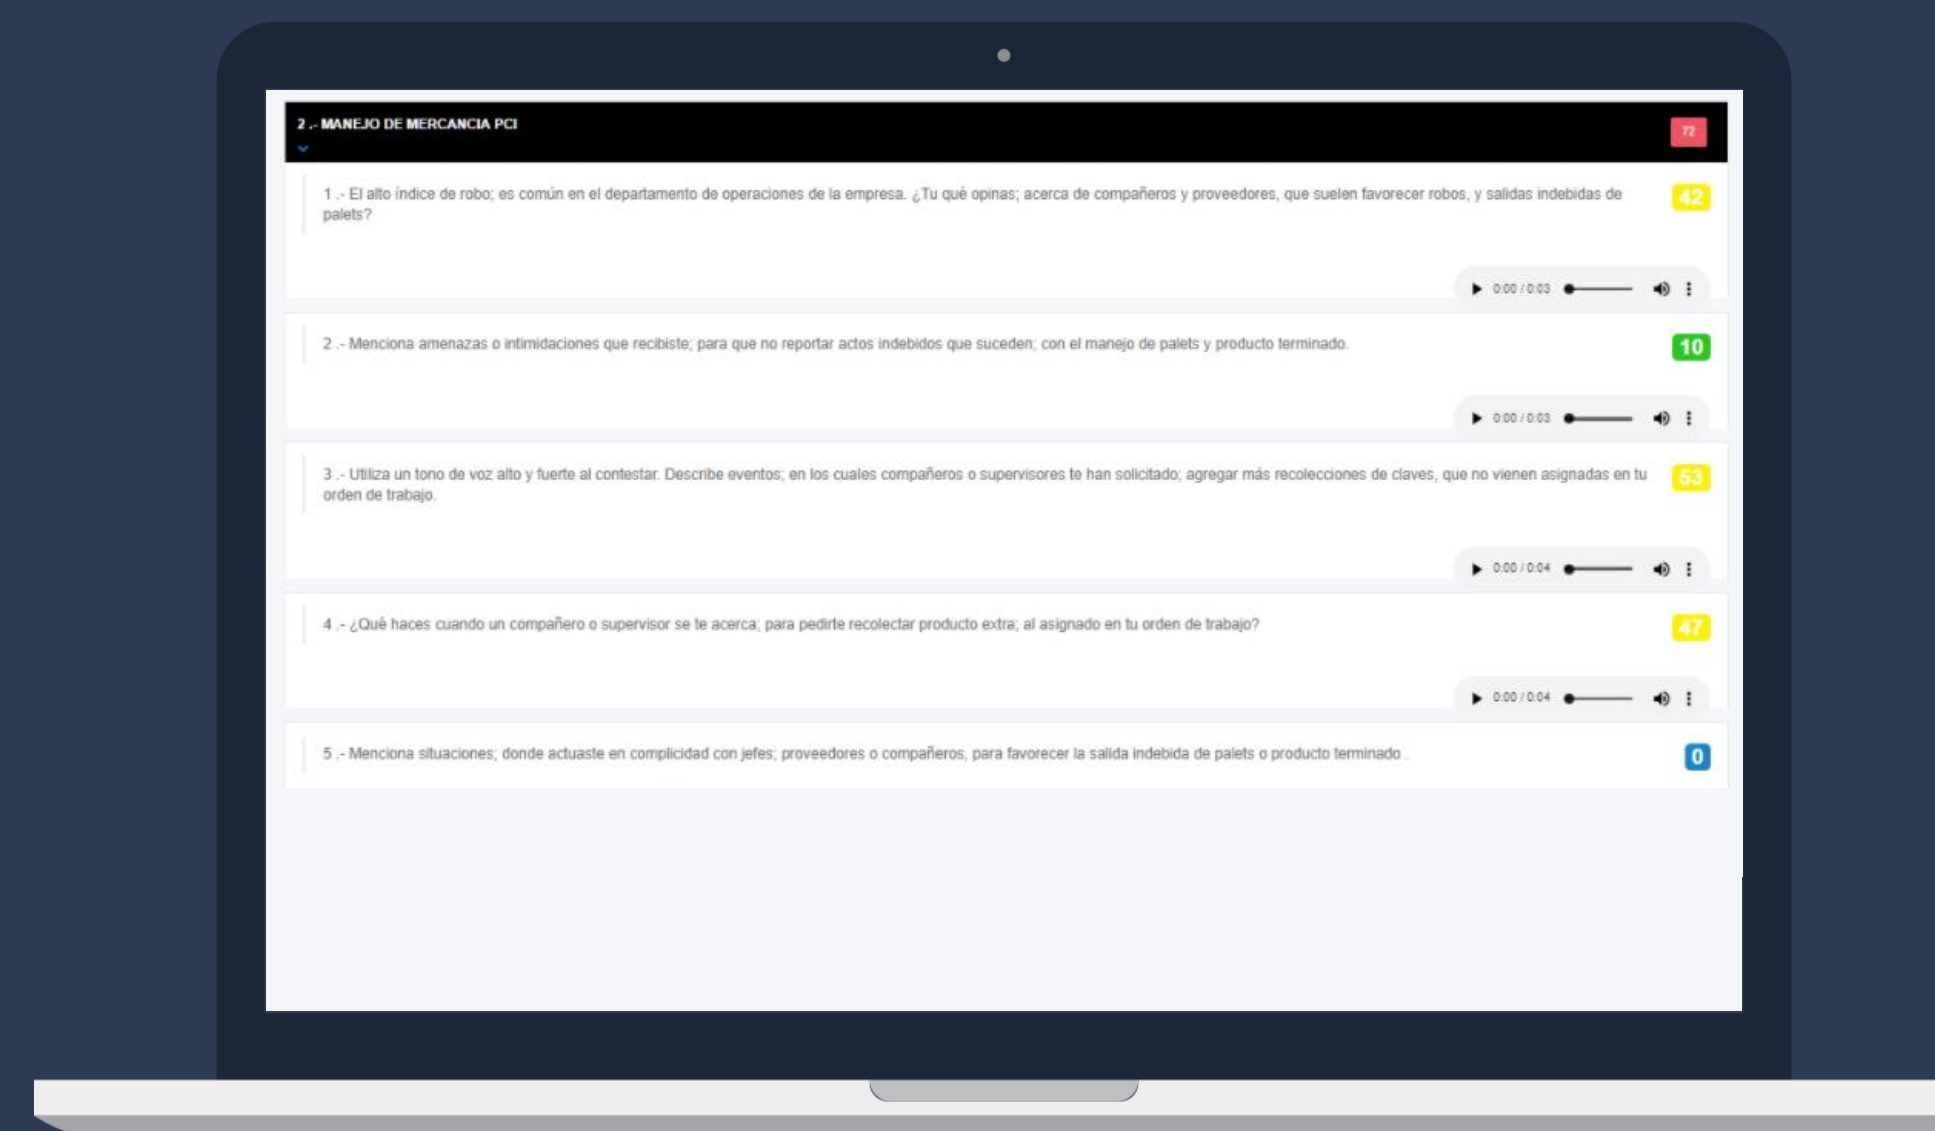 2 .- MANEJO DE MERCANCIA PCI
72
1 .- El alto índice de robo; es común en el departamento de operaciones de la empresa. ¿Tu qué opinas; acerca de compañeros y proveedores, que suelen favorecer robos, y salidas indebidas de
palets?
42
0:00 / 0:03
2 .- Menciona amenazas o intimidaciones que recibiste; para que no reportar actos indebidos que suceden; con el manejo de palets y producto terminado.
10
0:00 / 0:03
3 .- Utiliza un tono de voz alto y fuerte al contestar. Describe eventos; en los cuales compañeros o supervisores te han solicitado; agregar más recolecciones de claves, que no vienen asignadas en tu
orden de trabajo.
53
0:00 / 0:04
4 .- ¿Qué haces cuando un compañero o supervisor se te acerca; para pedirte recolectar producto extra; al asignado en tu orden de trabajo?
47
0:00 / 0:04
5 .- Menciona situaciones; donde actuaste en complicidad con jefes; proveedores o compañeros, para favorecer la salida indebida de palets o producto terminado .
0